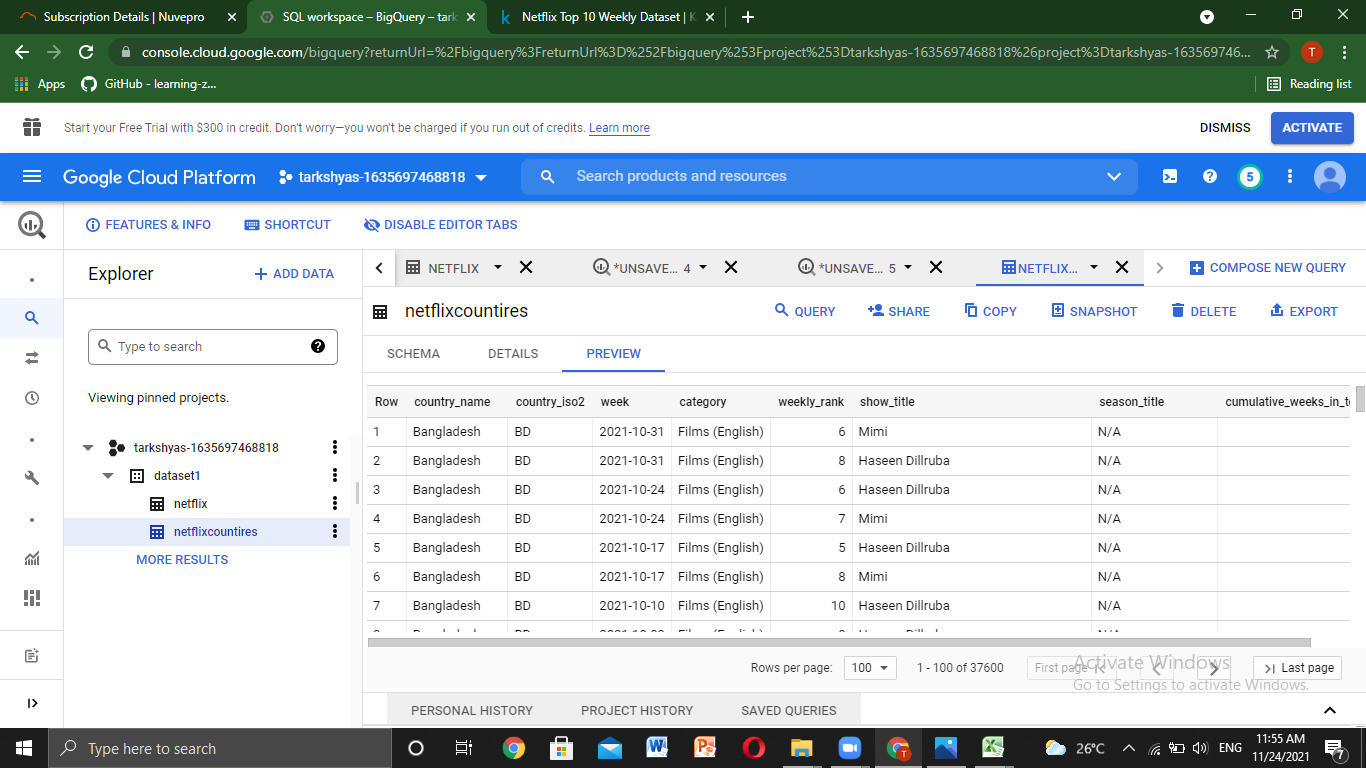 Subscription Details | Nuvepro
SQL workspace – BigQuery – tark
Netflix Top 10 Weekly Dataset | K
console.cloud.google.com/bigquery?returnUrl=%2Fbigquery%3FreturnUrl%3D%252Fbigquery%253Fproject%253Dtarkshyas-1635697468818%26project%3Dtarkshyas-163569746...
T
Apps
GitHub - learning-z...
Reading list
Start your Free Trial with $300 in credit. Don't worry—you won't be charged if you run out of credits. Learn more
DISMISS
ACTIVATE
Google Cloud Platform
tarkshyas-1635697468818
Search products and resources
5
FEATURES & INFO
SHORTCUT
DISABLE EDITOR TABS
Explorer
+ ADD DATA
NETFLIX
*UNSAVE... 4
*UNSAVE... 5
NETFLIX...
COMPOSE NEW QUERY
netflixcountires
QUERY
SHARE
COPY
SNAPSHOT
DELETE
EXPORT
Type to search
SCHEMA
DETAILS
PREVIEW
Viewing pinned projects.
tarkshyas-1635697468818
dataset1
netflix
netflixcountires
MORE RESULTS
Row country_name country_iso2 week category weekly_rank show_title season_title cumulative_weeks_in_t
1 Bangladesh BD 2021-10-31 Films (English) 6 Mimi N/A
2 Bangladesh BD 2021-10-31 Films (English) 8 Haseen Dillruba N/A
3 Bangladesh BD 2021-10-24 Films (English) 6 Haseen Dillruba N/A
4 Bangladesh BD 2021-10-24 Films (English) 7 Mimi N/A
5 Bangladesh BD 2021-10-17 Films (English) 5 Haseen Dillruba N/A
6 Bangladesh BD 2021-10-17 Films (English) 8 Mimi N/A
7 Bangladesh BD 2021-10-10 Films (English) 10 Haseen Dillruba N/A
Rows per page: 100 1 - 100 of 37600 First page Last page
Activate Windows
Go to Settings to activate Windows.
PERSONAL HISTORY
PROJECT HISTORY
SAVED QUERIES
Type here to search
26°C
ENG
11:55 AM
11/24/2021
7